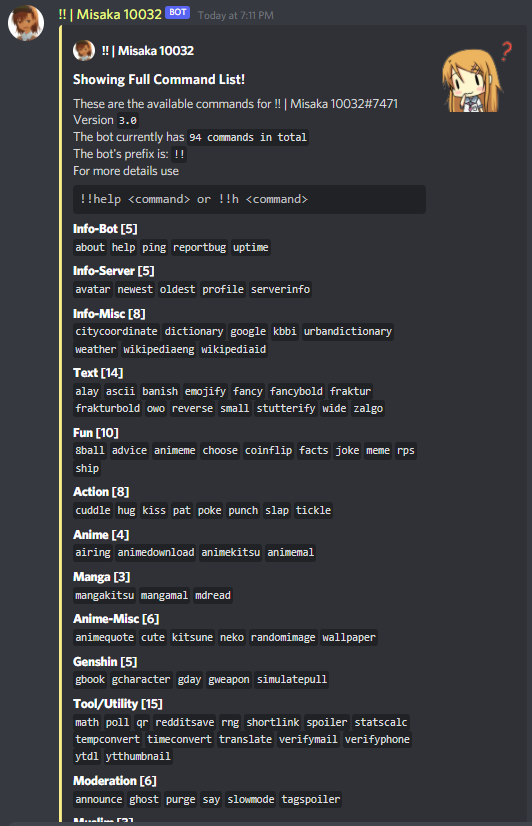 !! | Misaka 10032 BOT Today at 7:11 PM
!! | Misaka 10032
?
Showing Full Command List!
These are the available commands for !! | Misaka 10032#7471
Version 3.0
The bot currently has 94 commands in total
The bot's prefix is: !!
For more details use
!!help <command> or !!h <command>
Info-Bot [5]
about help ping reportbug uptime
Info-Server [5]
avatar newest oldest profile serverinfo
Info-Misc [8]
citycoordinate dictionary google kbbi urbandictionary
weather wikipediaeng wikipediaid
Text [14]
alay ascii banish emojify fancy fancybold fraktur
frakturbold owo reverse small stutterify wide zalgo
Fun [10]
8ball advice animeme choose coinflip facts joke meme rps
ship
Action [8]
cuddle hug kiss pat poke punch slap tickle
Anime [4]
airing animedownload animekitsu animemal
Manga [3]
mangakitsu mangamal mdread
Anime-Misc [6]
animequote cute kitsune neko randomimage wallpaper
Genshin [5]
gbook gcharacter gday gweapon simulatepull
Tool/Utility [15]
math poll qr redditsave rng shortlink spoiler statscalc
tempconvert timeconvert translate verifymail verifyphone
ytdl ytthumbnail
Moderation [6]
announce ghost purge say slowmode tagspoiler
Muslim [3]